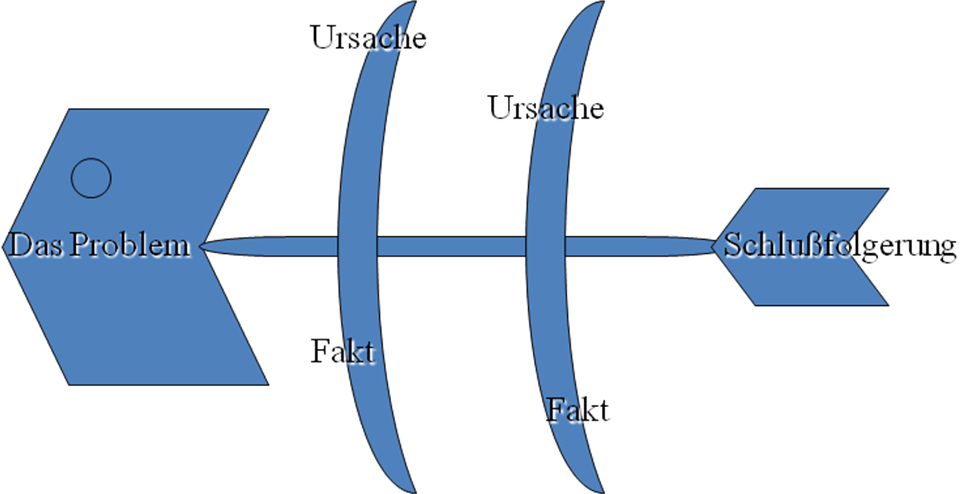 Ursache
Ursache
Das Problem
Schlußfolgerung
Fakt
Fakt